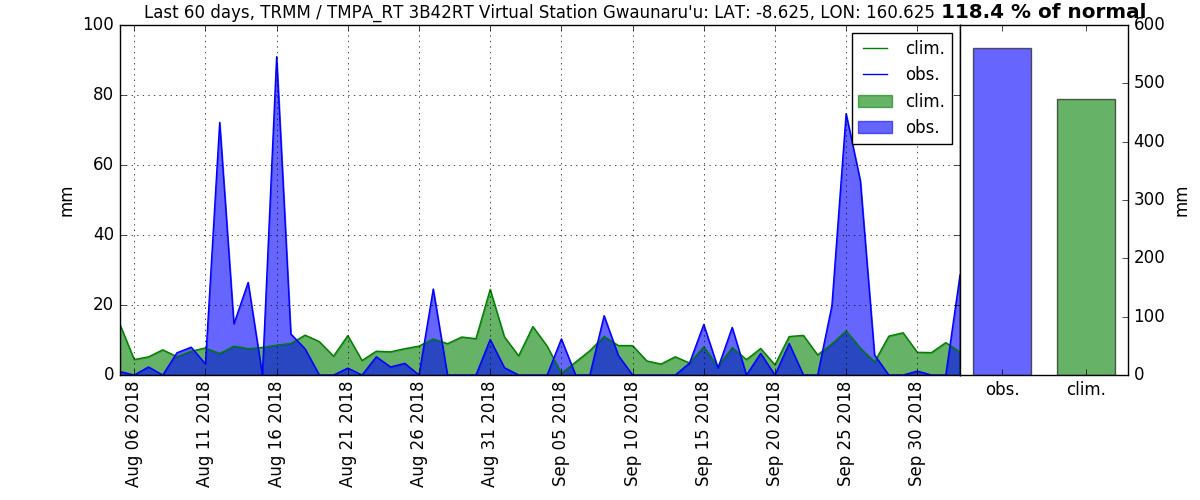 Last 60 days, TRMM / TMPA_RT 3B42RT Virtual Station Gwaunaru'u: LAT: -8.625, LON: 160.625 118.4 % of normal
100
80
60
40
20
0
mm
clim.
obs.
clim.
obs.
600
500
400
300
200
100
0
mm
Aug 06 2018
Aug 11 2018
Aug 16 2018
Aug 21 2018
Aug 26 2018
Aug 31 2018
Sep 05 2018
Sep 10 2018
Sep 15 2018
Sep 20 2018
Sep 25 2018
Sep 30 2018
obs.
clim.